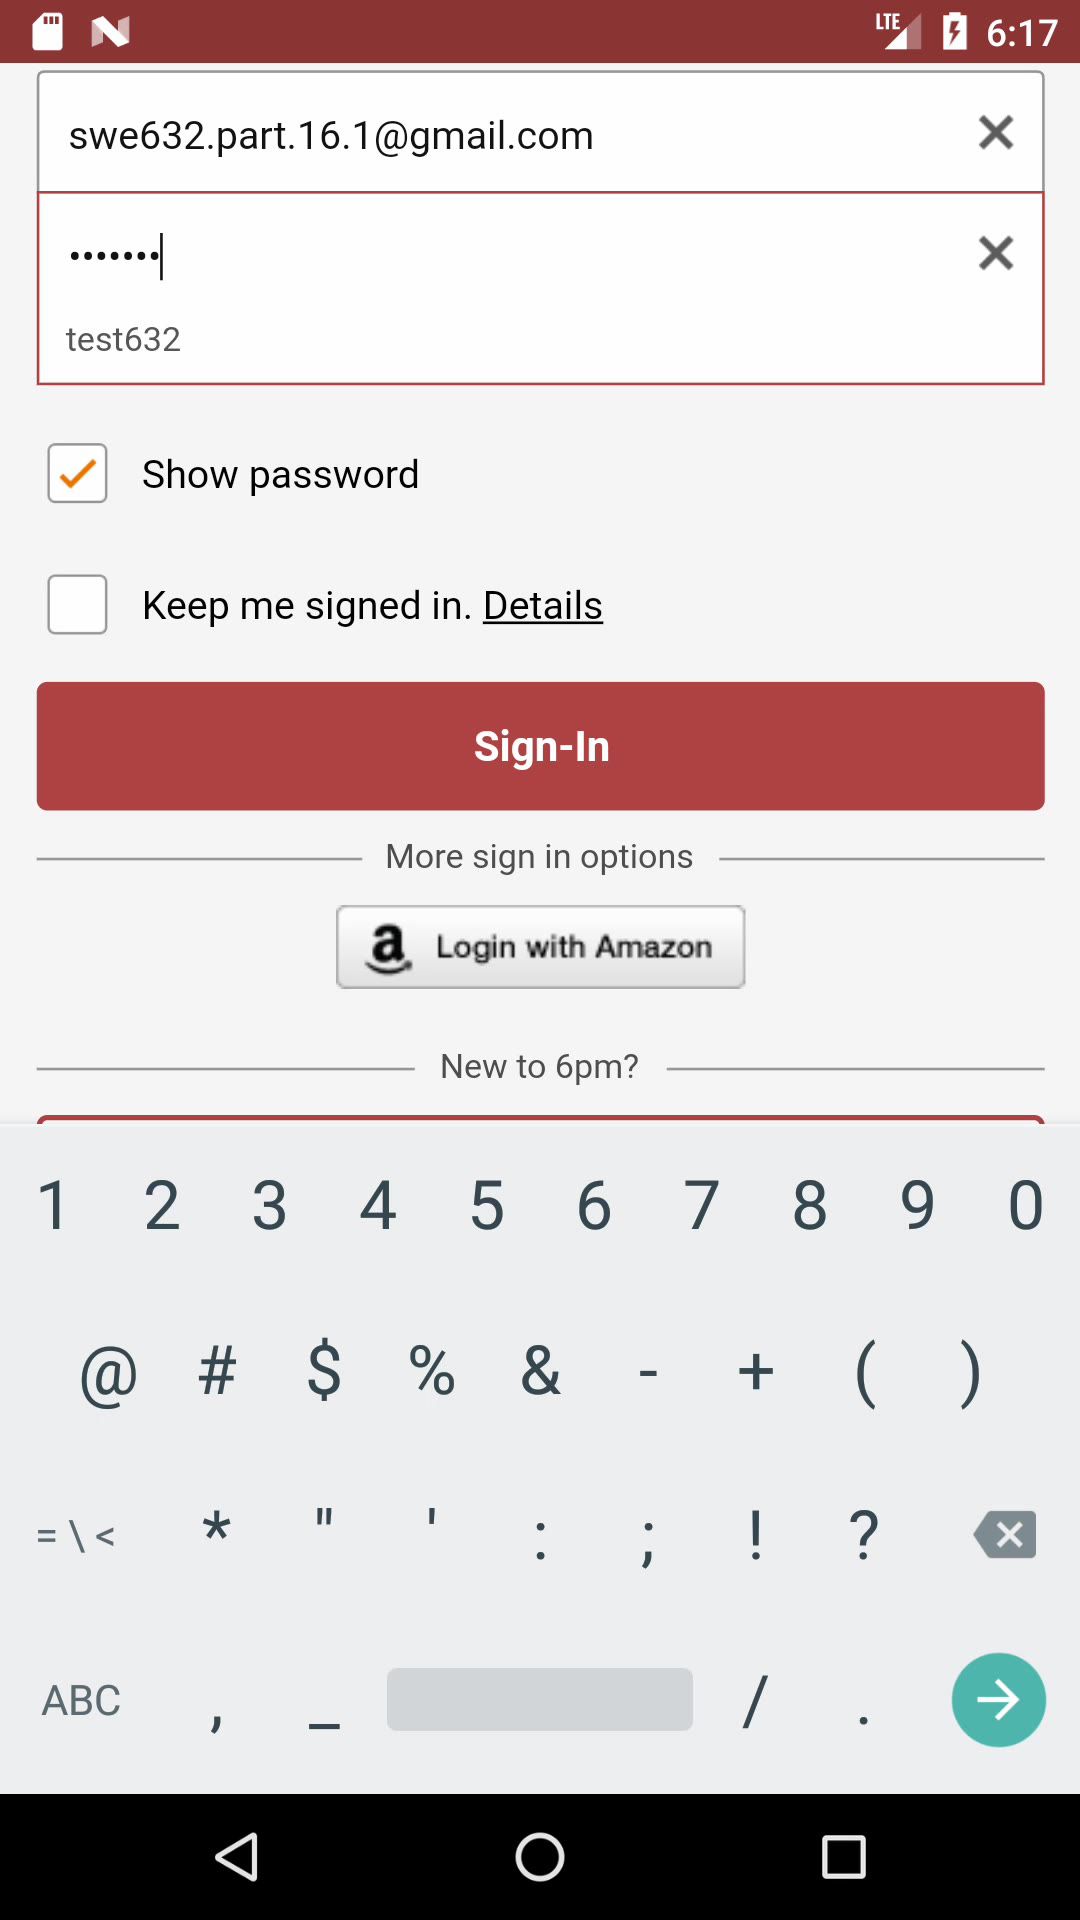 LTE 6:17
swe632.part.16.1@gmail.com
•••••••
test632
Show password
Keep me signed in. Details
Sign-In
More sign in options
a Login with Amazon
New to 6pm?
1 2 3 4 5 6 7 8 9 0
@ # $ % & - + ( )
= \ < * " ' : ; ! ?
ABC , _ / .